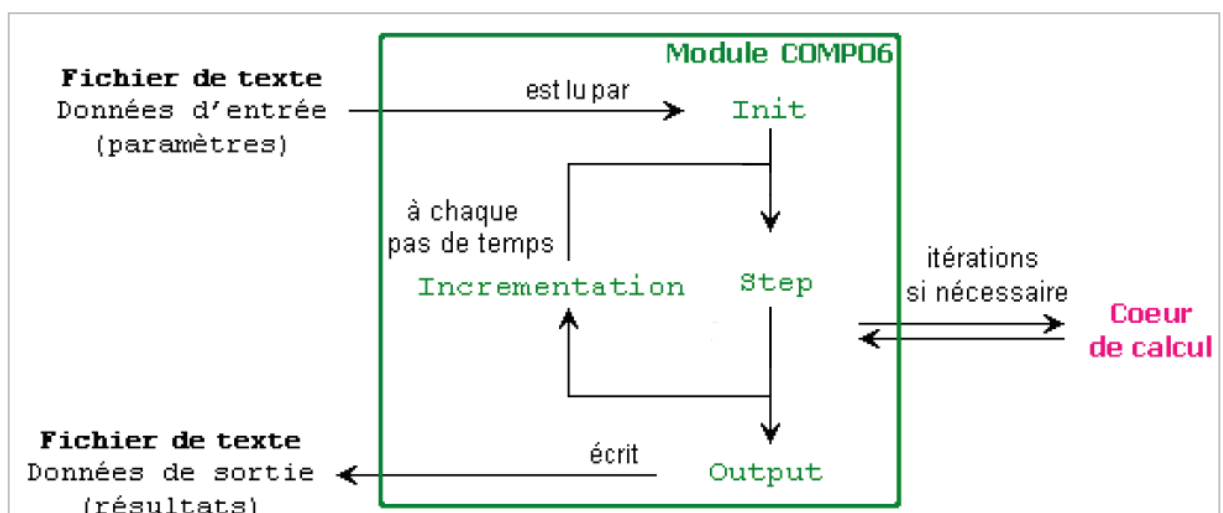 Module COMPO6
Fichier de texte
Données d'entrée
(paramètres)
est lu par
Init
à chaque
pas de temps
Incrementation
Step
itérations
si nécessaire
Coeur
de calcul
Fichier de texte
Données de sortie
(résultats)
écrit
Output